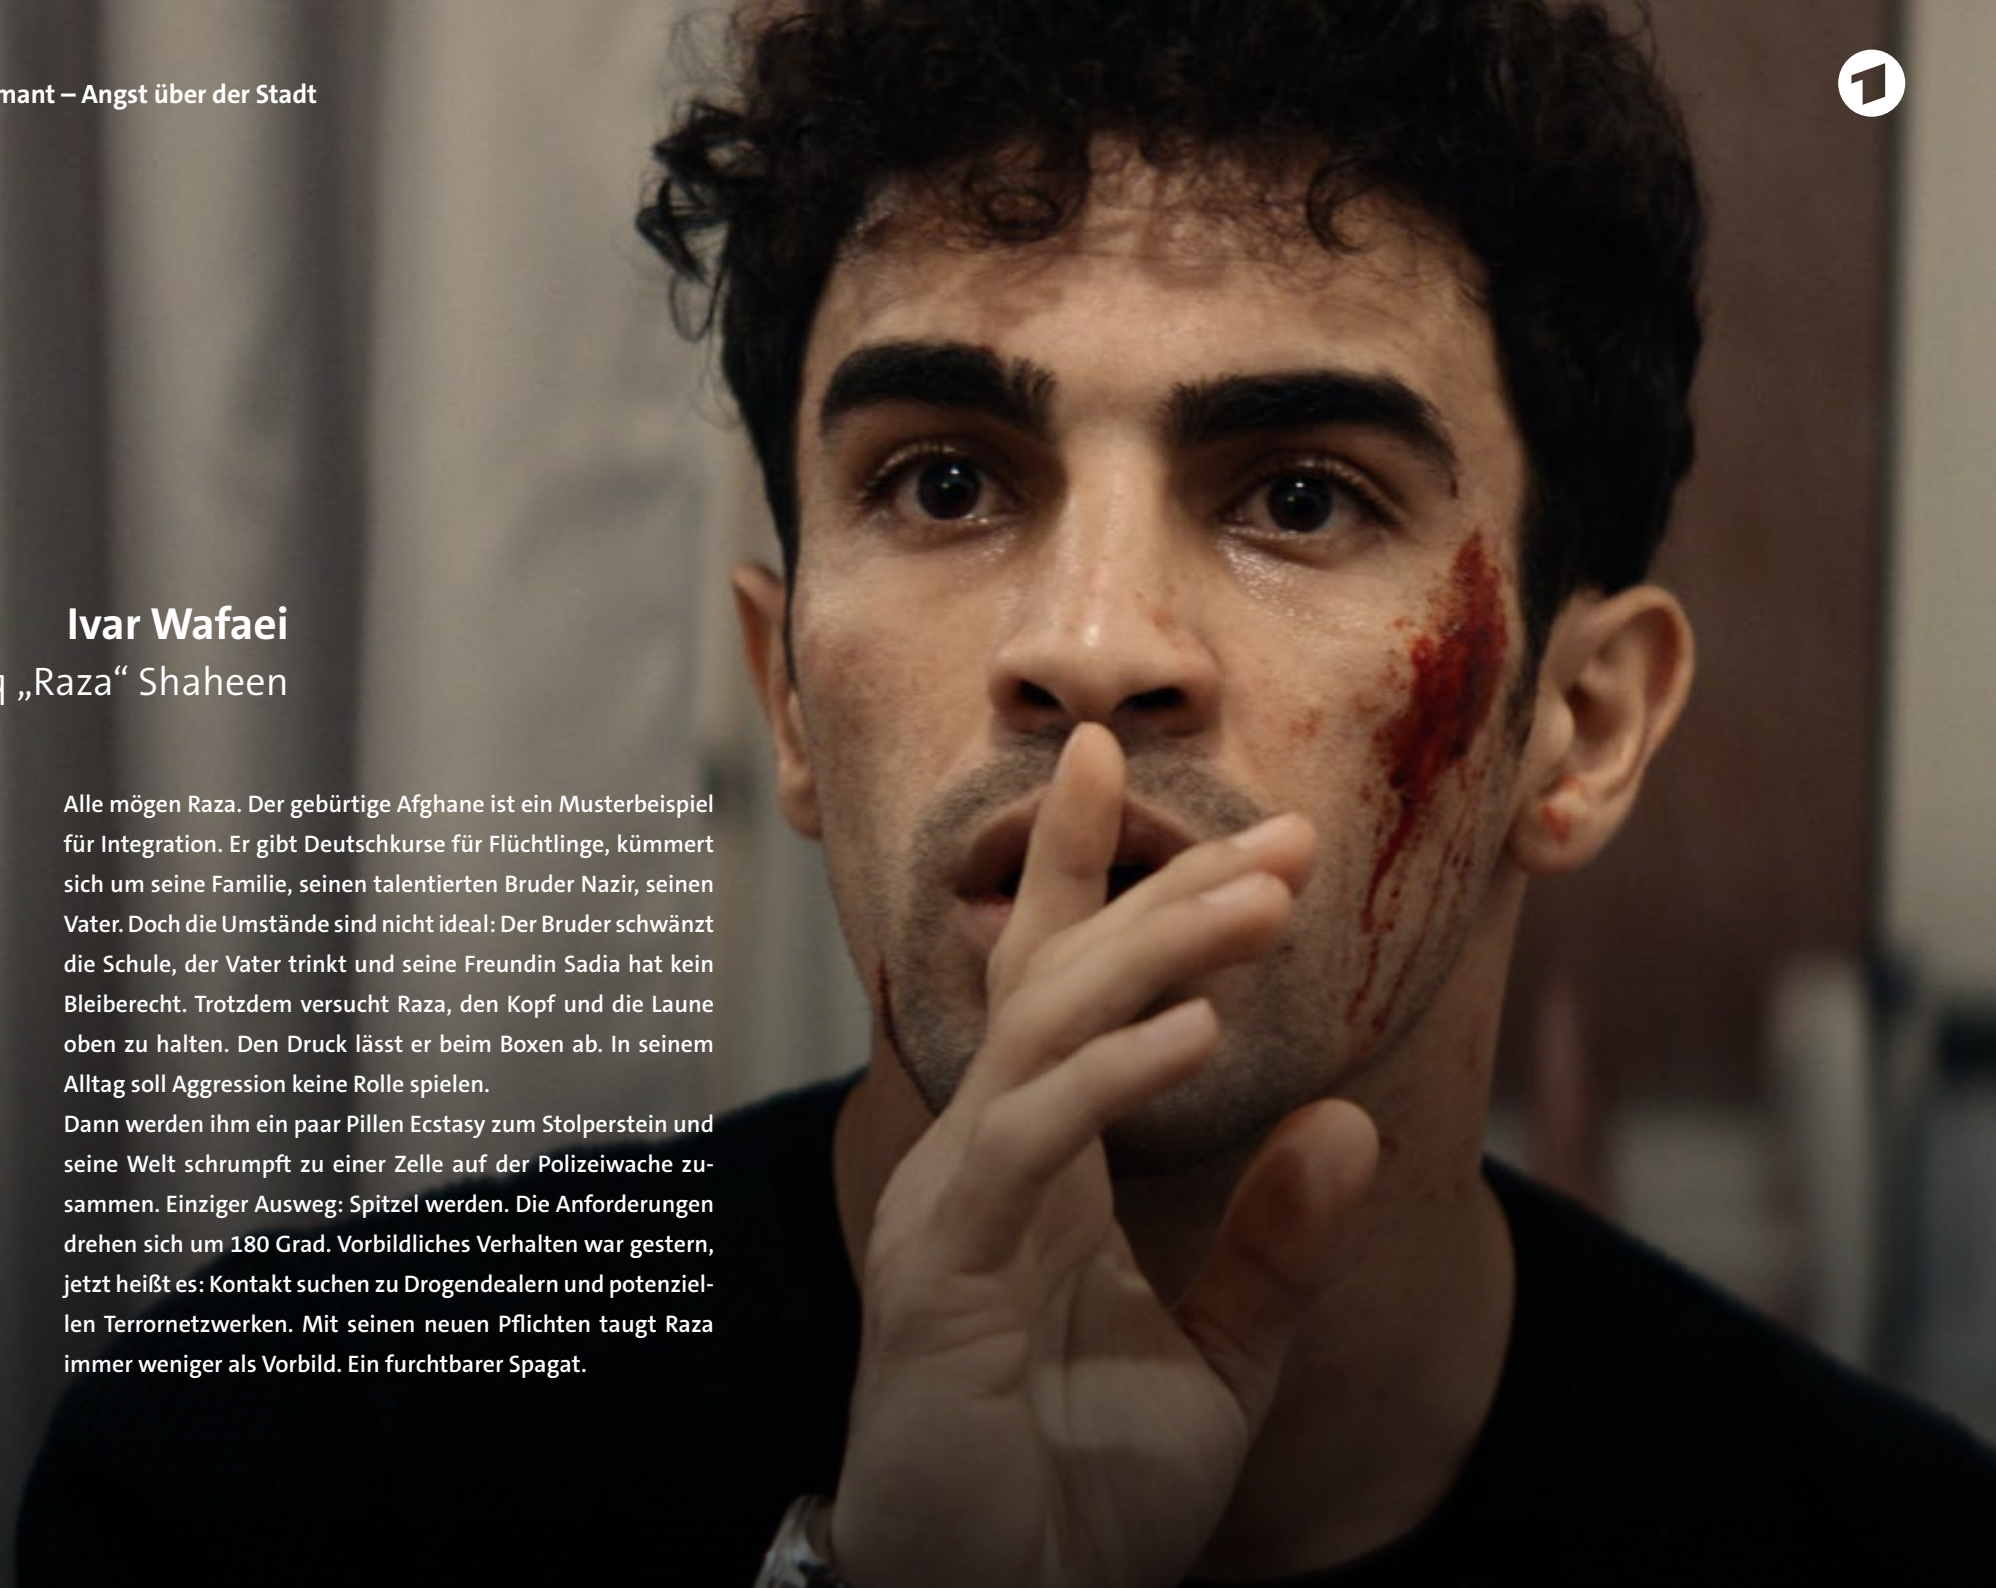 mant – Angst über der Stadt
Ivar Wafaei
„Raza“ Shaheen
Alle mögen Raza. Der gebürtige Afghane ist ein Musterbeispiel
für Integration. Er gibt Deutschkurse für Flüchtlinge, kümmert
sich um seine Familie, seinen talentierten Bruder Nazir, seinen
Vater. Doch die Umstände sind nicht ideal: Der Bruder schwänzt
die Schule, der Vater trinkt und seine Freundin Sadia hat kein
Bleiberecht. Trotzdem versucht Raza, den Kopf und die Laune
oben zu halten. Den Druck lässt er beim Boxen ab. In seinem
Alltag soll Aggression keine Rolle spielen.
Dann werden ihm ein paar Pillen Ecstasy zum Stolperstein und
seine Welt schrumpft zu einer Zelle auf der Polizeiwache zu-
sammen. Einziger Ausweg: Spitzel werden. Die Anforderungen
drehen sich um 180 Grad. Vorbildliches Verhalten war gestern,
jetzt heißt es: Kontakt suchen zu Drogendealern und potenziel-
len Terrornetzwerken. Mit seinen neuen Pflichten taugt Raza
immer weniger als Vorbild. Ein furchtbarer Spagat.